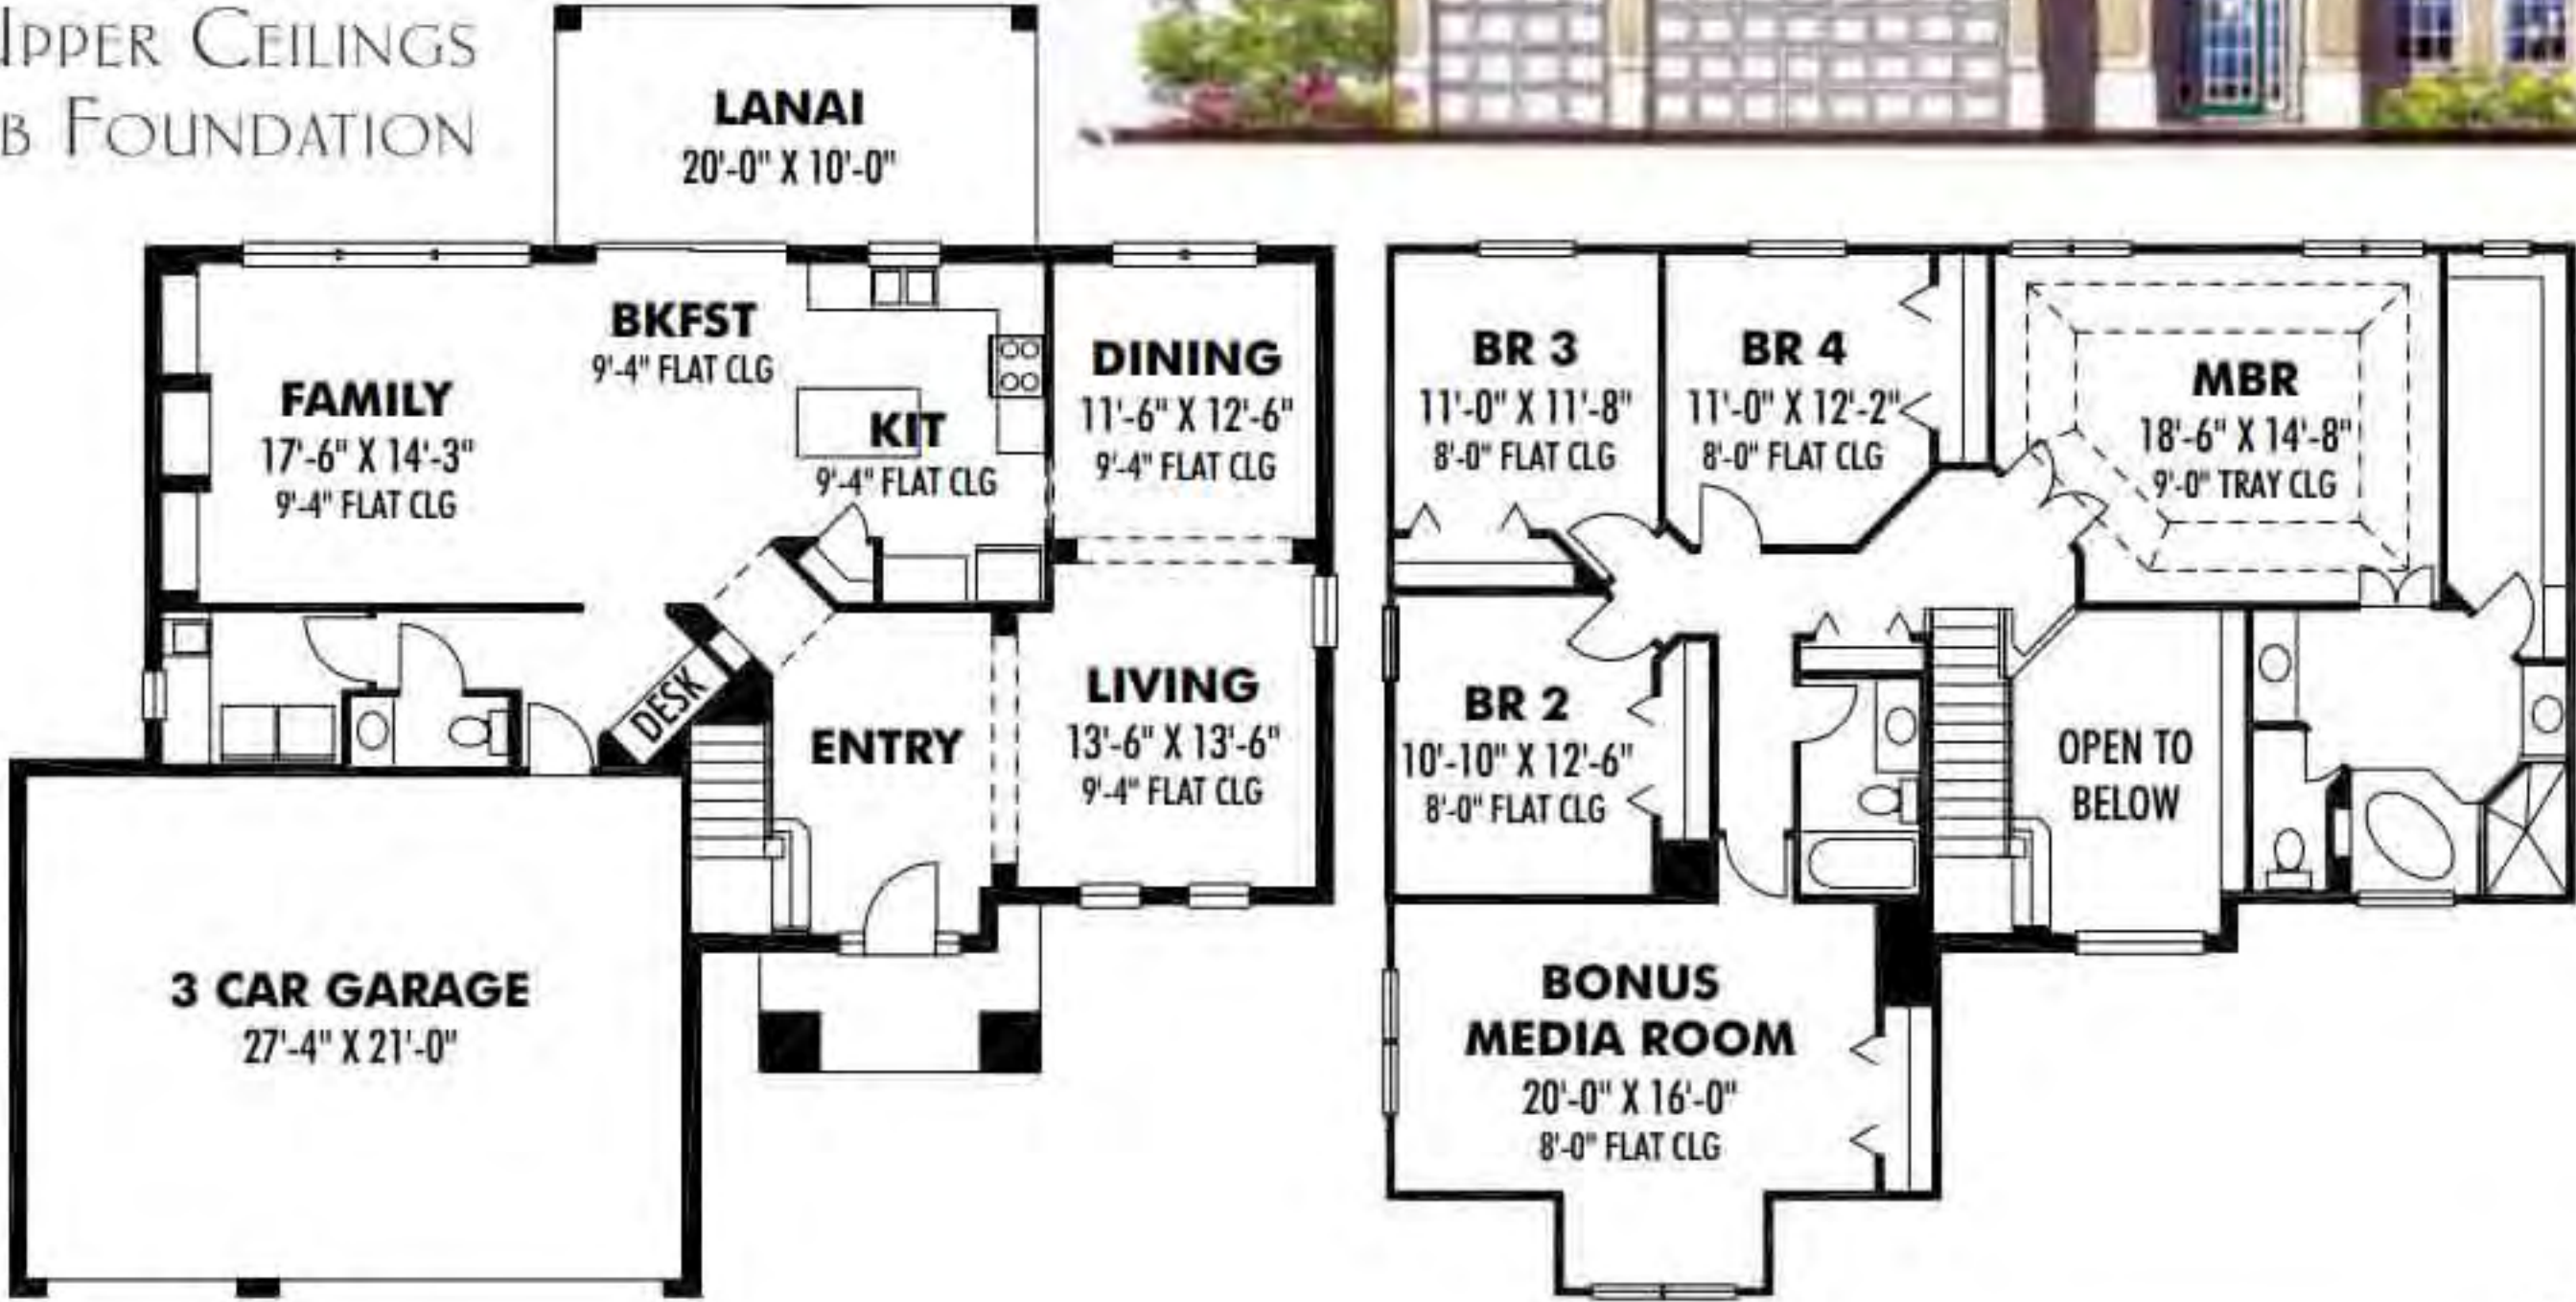 UPPER CEILINGS
B FOUNDATION
LANAI
20'-0" X 10'-0"
FAMILY
17'-6" X 14'-3"
9'-4" FLAT CLG
BKFST
9'-4" FLAT CLG
KIT
9'-4" FLAT CLG
DINING
11'-6" X 12'-6"
9'-4" FLAT CLG
DESK
ENTRY
LIVING
13'-6" X 13'-6"
9'-4" FLAT CLG
3 CAR GARAGE
27'-4" X 21'-0"
BR 3
11'-0" X 11'-8"
8'-0" FLAT CLG
BR 4
11'-0" X 12'-2"
8'-0" FLAT CLG
MBR
18'-6" X 14'-8"
9'-0" TRAY CLG
BR 2
10'-10" X 12'-6"
8'-0" FLAT CLG
OPEN TO
BELOW
BONUS
MEDIA ROOM
20'-0" X 16'-0"
8'-0" FLAT CLG